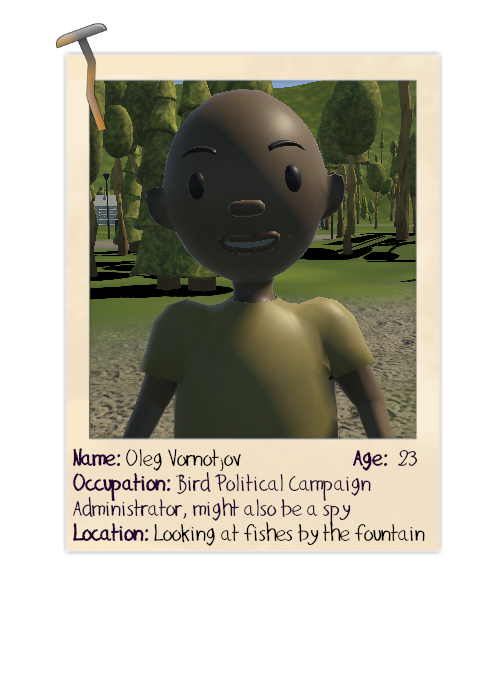 Name: Oleg Vornotjov Age: 23
Occupation: Bird Political Campaign
Administrator, might also be a spy
Location: Looking at fishes by the fountain